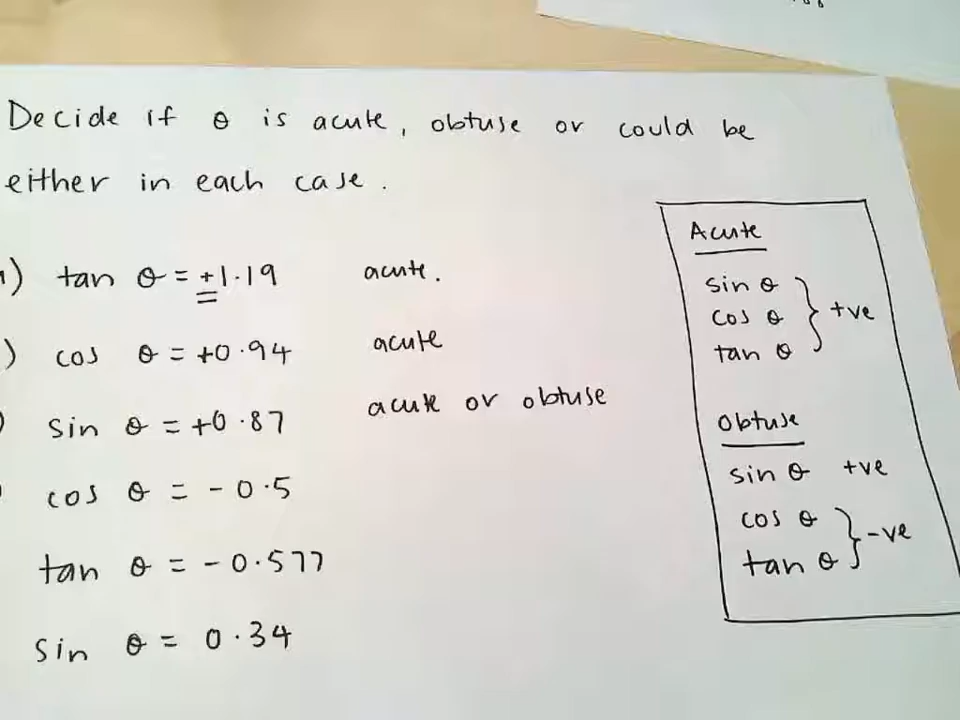 Decide if θ is acute, obtuse or could be
either in each case.
) tan θ = +1.19 acute.
) cos θ = +0.94 acute
) sin θ = +0.87 acute or obtuse
cos θ = -0.5
tan θ = -0.577
sin θ = 0.34
Acute
sin θ
cos θ } +ve
tan θ
Obtuse
sin θ +ve
cos θ } -ve
tan θ